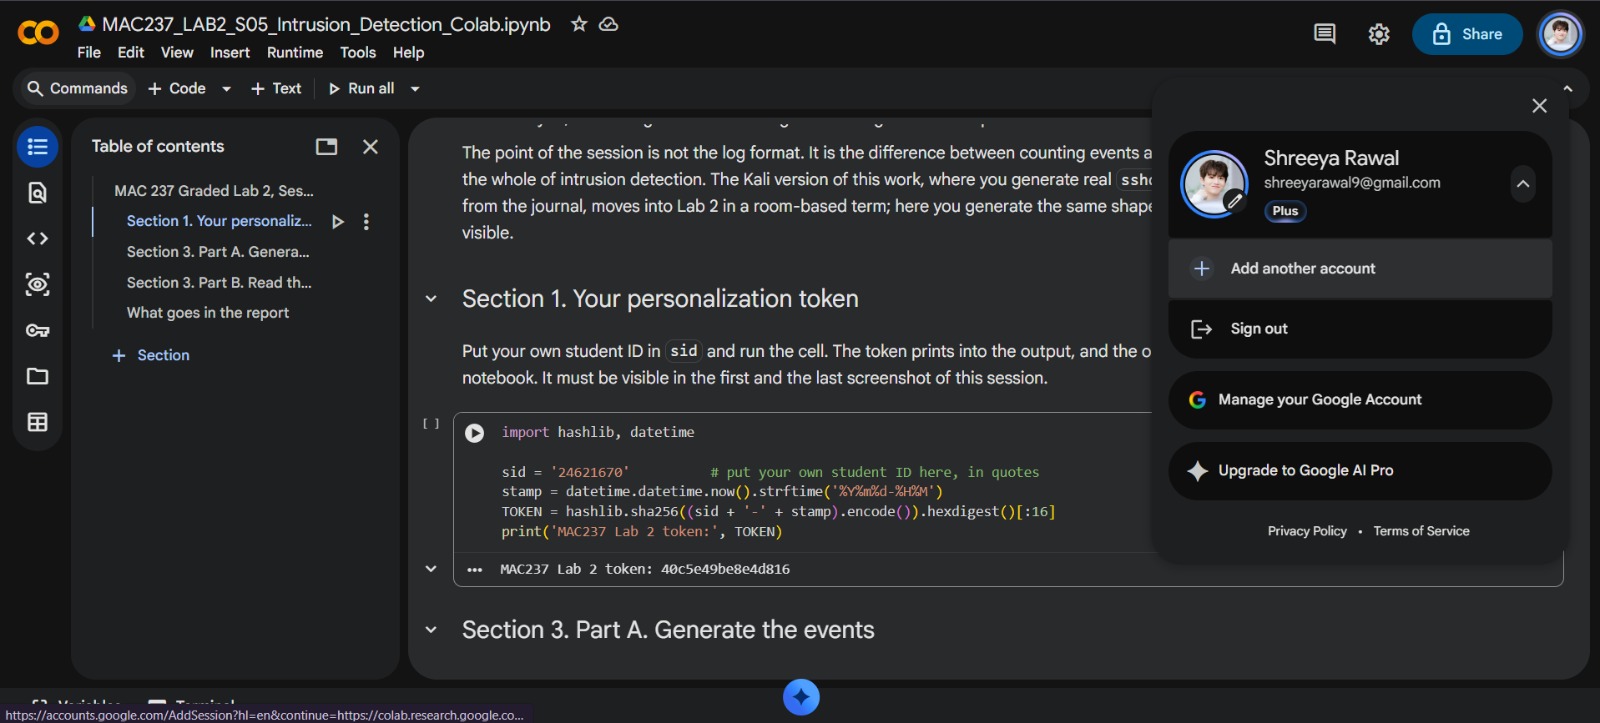 MAC237_LAB2_S05_Intrusion_Detection_Colab.ipynb
File Edit View Insert Runtime Tools Help
Share
Commands + Code + Text Run all
Table of contents
MAC 237 Graded Lab 2, Ses...
Section 1. Your personaliz...
Section 3. Part A. Genera...
Section 3. Part B. Read th...
What goes in the report
+ Section
The point of the session is not the log format. It is the difference between counting events a
the whole of intrusion detection. The Kali version of this work, where you generate real
from the journal, moves into Lab 2 in a room-based term; here you generate the same shape
visible.
Section 1. Your personalization token
Put your own student ID in sid and run the cell. The token prints into the output, and the o
notebook. It must be visible in the first and the last screenshot of this session.
[ ]
import hashlib, datetime
sid = '24621670' # put your own student ID here, in quotes
stamp = datetime.datetime.now().strftime('%Y%m%d-%H%M')
TOKEN = hashlib.sha256((sid + '-' + stamp).encode()).hexdigest()[:16]
print('MAC237 Lab 2 token:', TOKEN)
... MAC237 Lab 2 token: 40c5e49be8e4d816
Section 3. Part A. Generate the events
Shreeya Rawal
shreeyarawal9@gmail.com
Plus
Add another account
Sign out
Manage your Google Account
Upgrade to Google AI Pro
Privacy Policy • Terms of Service
Variables Terminal
https://accounts.google.com/AddSession?hl=en&continue=https://colab.research.google.co...